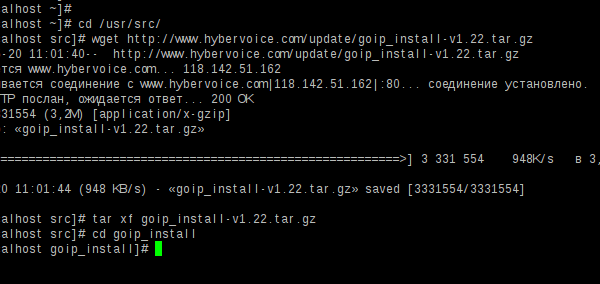 alhost ~]#
alhost ~]# cd /usr/src/
alhost src]# wget http://www.hybervoice.com/update/goip_install-v1.22.tar.gz
-20 11:01:40-- http://www.hybervoice.com/update/goip_install-v1.22.tar.gz
тся www.hybervoice.com... 118.142.51.162
вается соединение с www.hybervoice.com|118.142.51.162|:80... соединение установлено.
TP послан, ожидается ответ... 200 OK
31554 (3,2M) [application/x-gzip]
: «goip_install-v1.22.tar.gz»
=========================================================>] 3 331 554 948K/s в 3,
20 11:01:44 (948 KB/s) - «goip_install-v1.22.tar.gz» saved [3331554/3331554]
alhost src]# tar xf goip_install-v1.22.tar.gz
alhost src]# cd goip_install
alhost goip_install]#